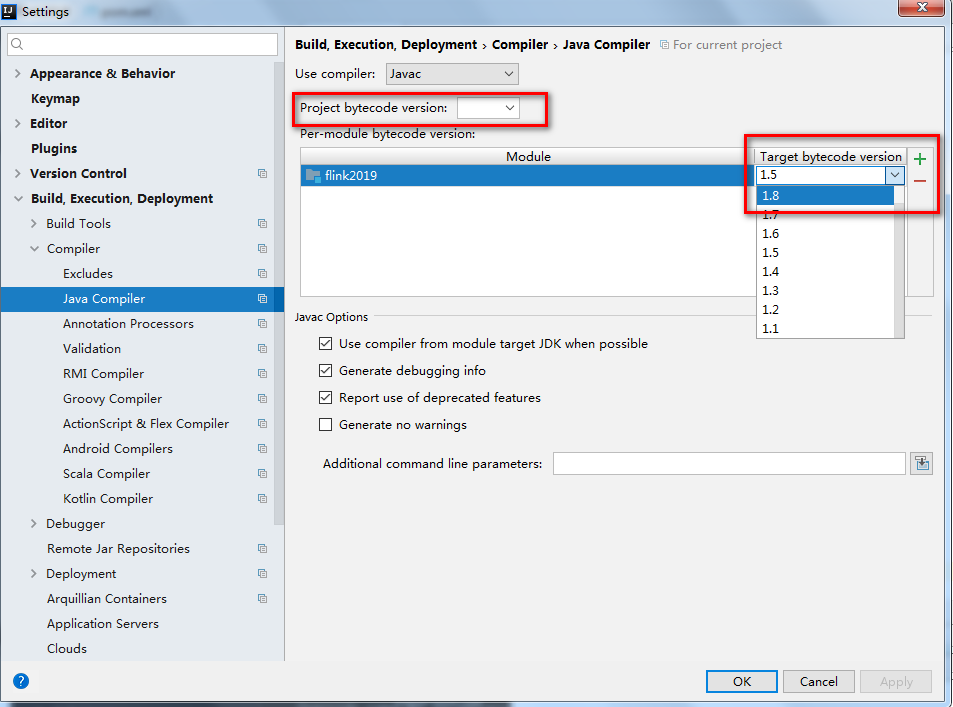 Settings
Appearance & Behavior
Keymap
Editor
Plugins
Version Control
Build, Execution, Deployment
Build Tools
Compiler
Excludes
Java Compiler
Annotation Processors
Validation
RMI Compiler
Groovy Compiler
ActionScript & Flex Compiler
Android Compilers
Scala Compiler
Kotlin Compiler
Debugger
Remote Jar Repositories
Deployment
Arquillian Containers
Application Servers
Clouds
Build, Execution, Deployment › Compiler › Java Compiler For current project
Use compiler: Javac
Project bytecode version:
Per-module bytecode version:
Module Target bytecode version
flink2019 1.5
1.8
1.7
1.6
1.5
1.4
1.3
1.2
1.1
Javac Options
Use compiler from module target JDK when possible
Generate debugging info
Report use of deprecated features
Generate no warnings
Additional command line parameters:
? OK Cancel Apply